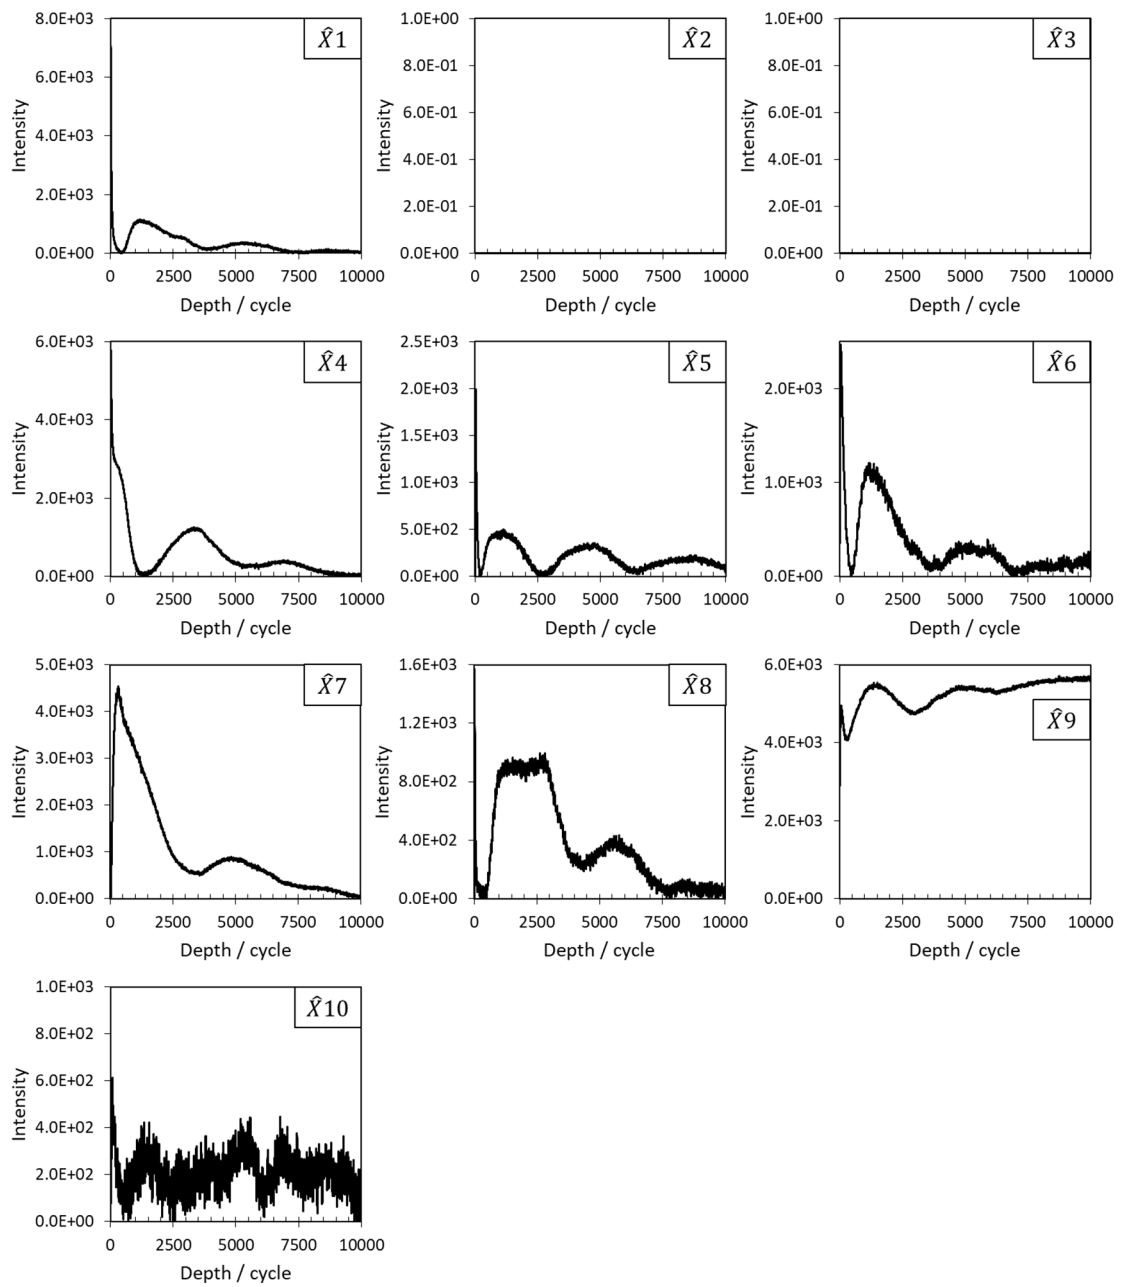 8.0E+03
6.0E+03
4.0E+03
2.0E+03
0.0E+00
Intensity
X̂1
0 2500 5000 7500 10000
Depth / cycle
1.0E+00
8.0E-01
6.0E-01
4.0E-01
2.0E-01
0.0E+00
Intensity
X̂2
0 2500 5000 7500 10000
Depth / cycle
1.0E+00
8.0E-01
6.0E-01
4.0E-01
2.0E-01
0.0E+00
Intensity
X̂3
0 2500 5000 7500 10000
Depth / cycle
6.0E+03
4.0E+03
2.0E+03
0.0E+00
Intensity
X̂4
0 2500 5000 7500 10000
Depth / cycle
2.5E+03
2.0E+03
1.5E+03
1.0E+03
5.0E+02
0.0E+00
Intensity
X̂5
0 2500 5000 7500 10000
Depth / cycle
2.0E+03
1.0E+03
0.0E+00
Intensity
X̂6
0 2500 5000 7500 10000
Depth / cycle
5.0E+03
4.0E+03
3.0E+03
2.0E+03
1.0E+03
0.0E+00
Intensity
X̂7
0 2500 5000 7500 10000
Depth / cycle
1.6E+03
1.2E+03
8.0E+02
4.0E+02
0.0E+00
Intensity
X̂8
0 2500 5000 7500 10000
Depth / cycle
6.0E+03
4.0E+03
2.0E+03
0.0E+00
Intensity
X̂9
0 2500 5000 7500 10000
Depth / cycle
1.0E+03
8.0E+02
6.0E+02
4.0E+02
2.0E+02
0.0E+00
Intensity
X̂10
0 2500 5000 7500 10000
Depth / cycle